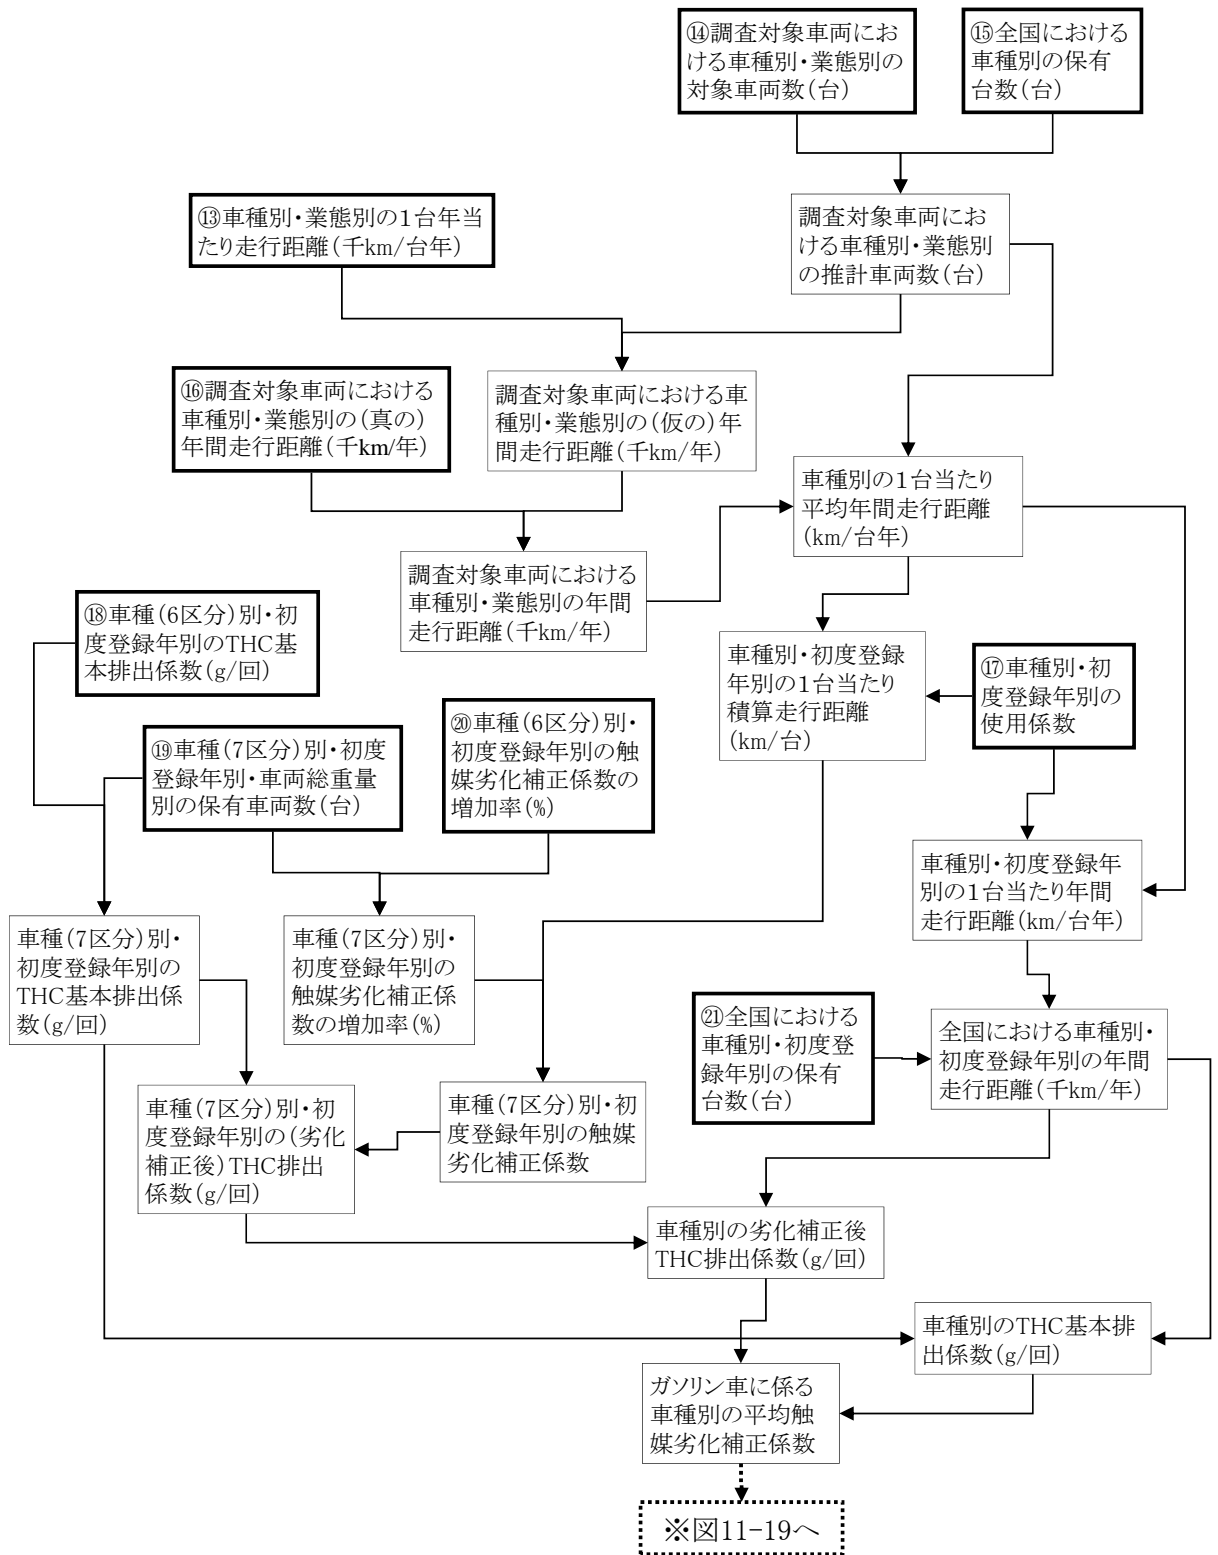 ⑭調査対象車両にお
ける車種別・業態別の
対象車両数(台)
⑮全国における
車種別の保有
台数(台)
⑬車種別・業態別の1台年当
たり走行距離(千km/台年)
調査対象車両にお
ける車種別・業態別
の推計車両数(台)
⑯調査対象車両における
車種別・業態別の(真の)
年間走行距離(千km/年)
調査対象車両における車
種別・業態別の(仮の)年
間走行距離(千km/年)
車種別の1台当たり
平均年間走行距離
(km/台年)
調査対象車両における
車種別・業態別の年間
走行距離(千km/年)
⑱車種(6区分)別・初
度登録年別のTHC基
本排出係数(g/回)
車種別・初度登録
年別の1台当たり
積算走行距離
(km/台)
⑰車種別・初
度登録年別の
使用係数
⑲車種(7区分)別・初度
登録年別・車両総重量
別の保有車両数(台)
⑳車種(6区分)別・
初度登録年別の触
媒劣化補正係数の
増加率(%)
車種別・初度登録年
別の1台当たり年間
走行距離(km/台年)
車種(7区分)別・
初度登録年別の
THC基本排出係
数(g/回)
車種(7区分)別・
初度登録年別の
触媒劣化補正係
数の増加率(%)
㉑全国における
車種別・初度登
録年別の保有
台数(台)
全国における車種別・
初度登録年別の年間
走行距離(千km/年)
車種(7区分)別・初
度登録年別の(劣化
補正後)THC排出
係数(g/回)
車種(7区分)別・初
度登録年別の触媒
劣化補正係数
車種別の劣化補正後
THC排出係数(g/回)
車種別のTHC基本排
出係数(g/回)
ガソリン車に係る
車種別の平均触
媒劣化補正係数
※図11-19へ